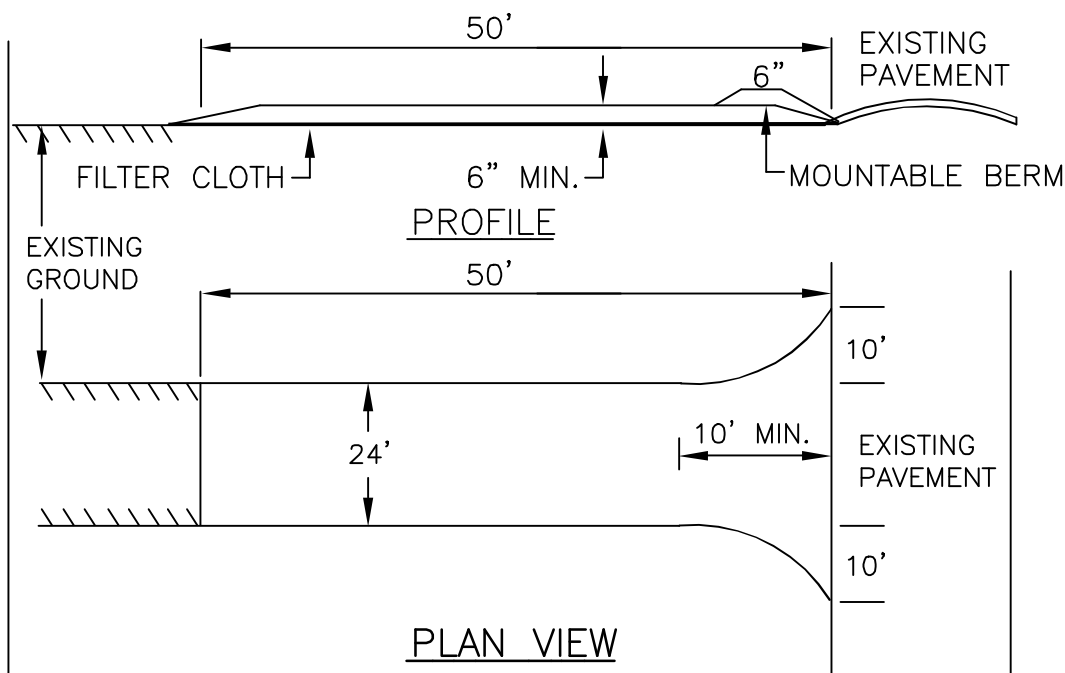 50'
EXISTING
PAVEMENT
6"
FILTER CLOTH
6" MIN.
MOUNTABLE BERM
PROFILE
EXISTING
GROUND
50'
10'
24'
10' MIN.
EXISTING
PAVEMENT
10'
PLAN VIEW